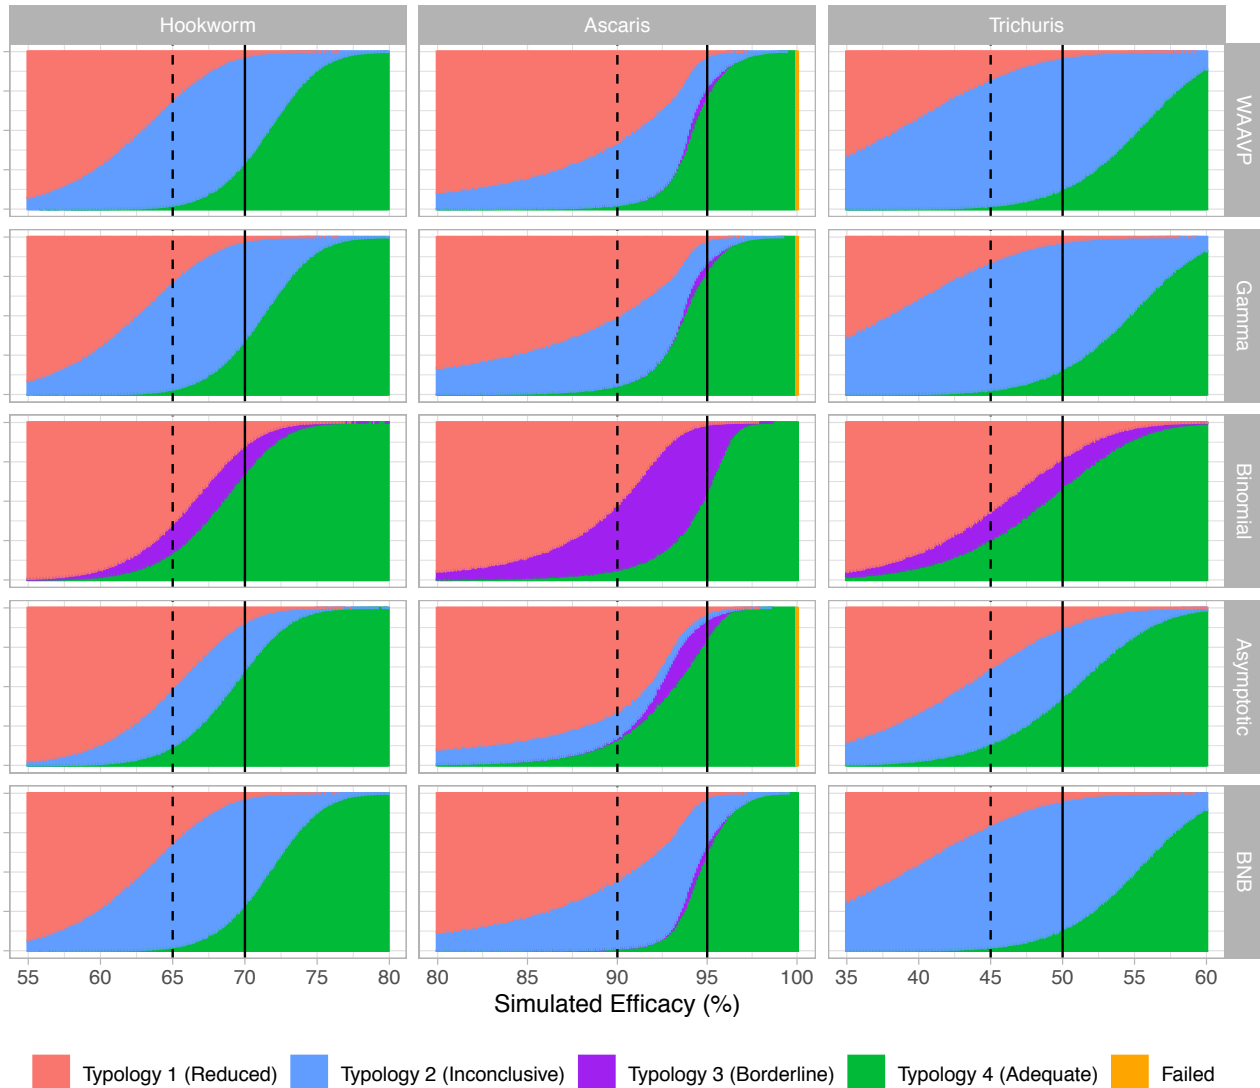 Hookworm Ascaris Trichuris
WAAVP
Gamma
Binomial
Asymptotic
BNB
55 60 65 70 75 80 80 85 90 95 100 35 40 45 50 55 60
Simulated Efficacy (%)
Typology 1 (Reduced) Typology 2 (Inconclusive) Typology 3 (Borderline) Typology 4 (Adequate) Failed